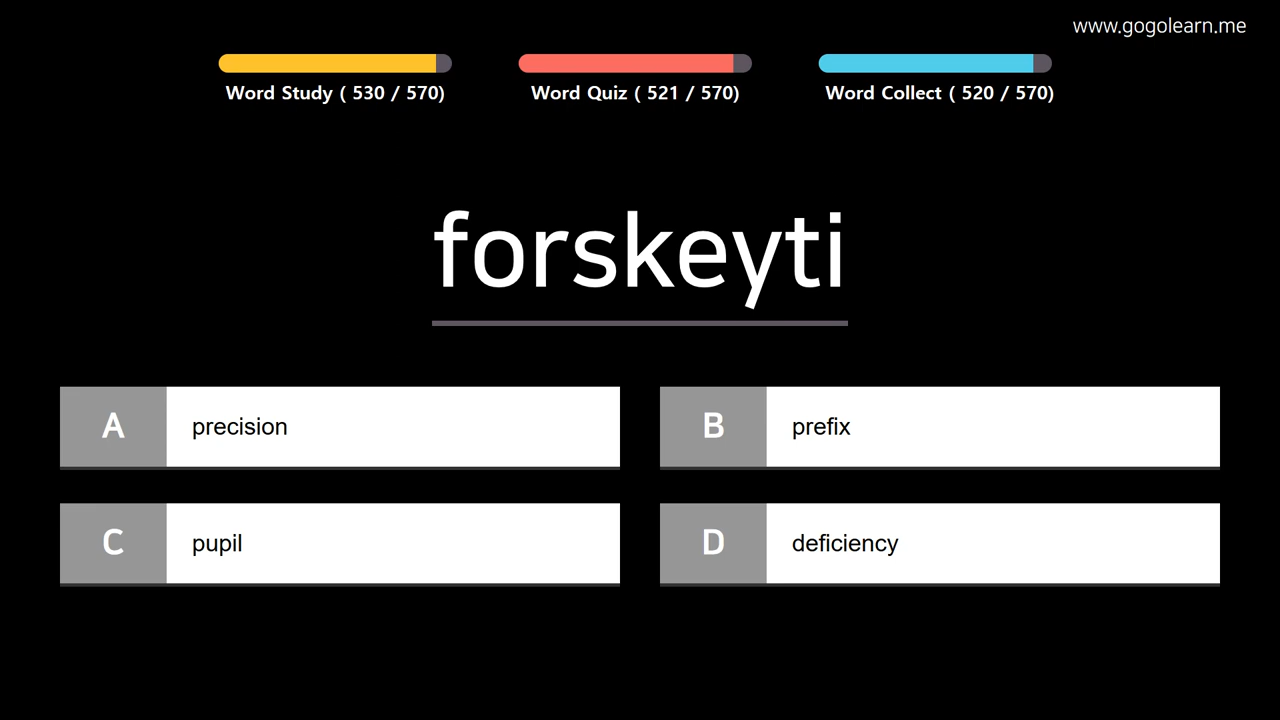 www.gogolearn.me
Word Study ( 530 / 570)
Word Quiz ( 521 / 570)
Word Collect ( 520 / 570)
forskeyti
A precision
B prefix
C pupil
D deficiency